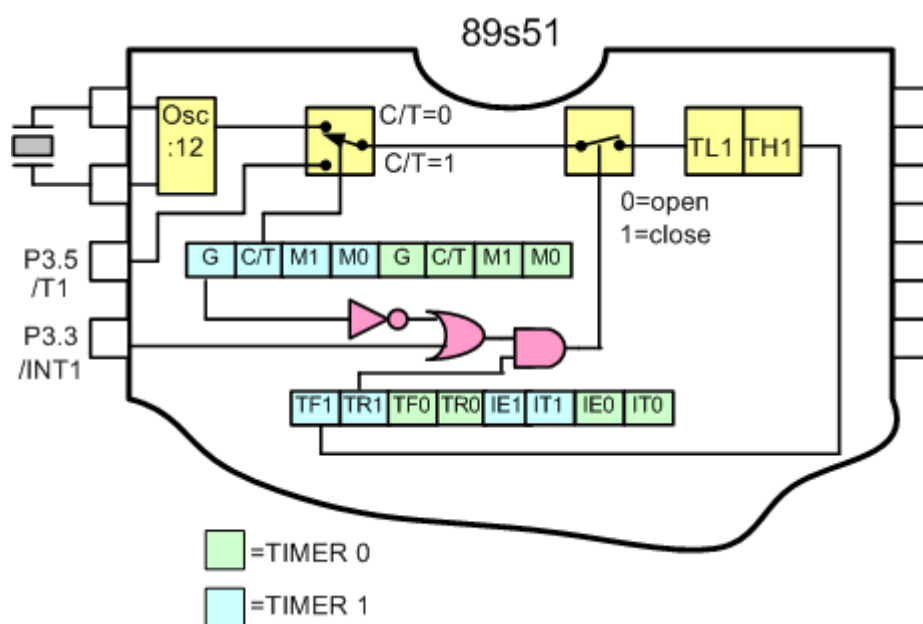 89s51
Osc
:12
C/T=0
C/T=1
TL1 TH1
0=open
1=close
P3.5
/T1
G C/T M1 M0 G C/T M1 M0
P3.3
/INT1
TF1 TR1 TF0 TR0 IE1 IT1 IE0 IT0
=TIMER 0
=TIMER 1